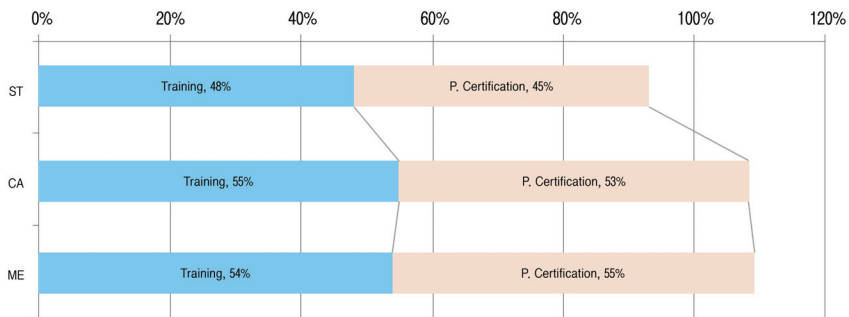 0% 20% 40% 60% 80% 100% 120%
ST Training, 48% P. Certification, 45%
CA Training, 55% P. Certification, 53%
ME Training, 54% P. Certification, 55%